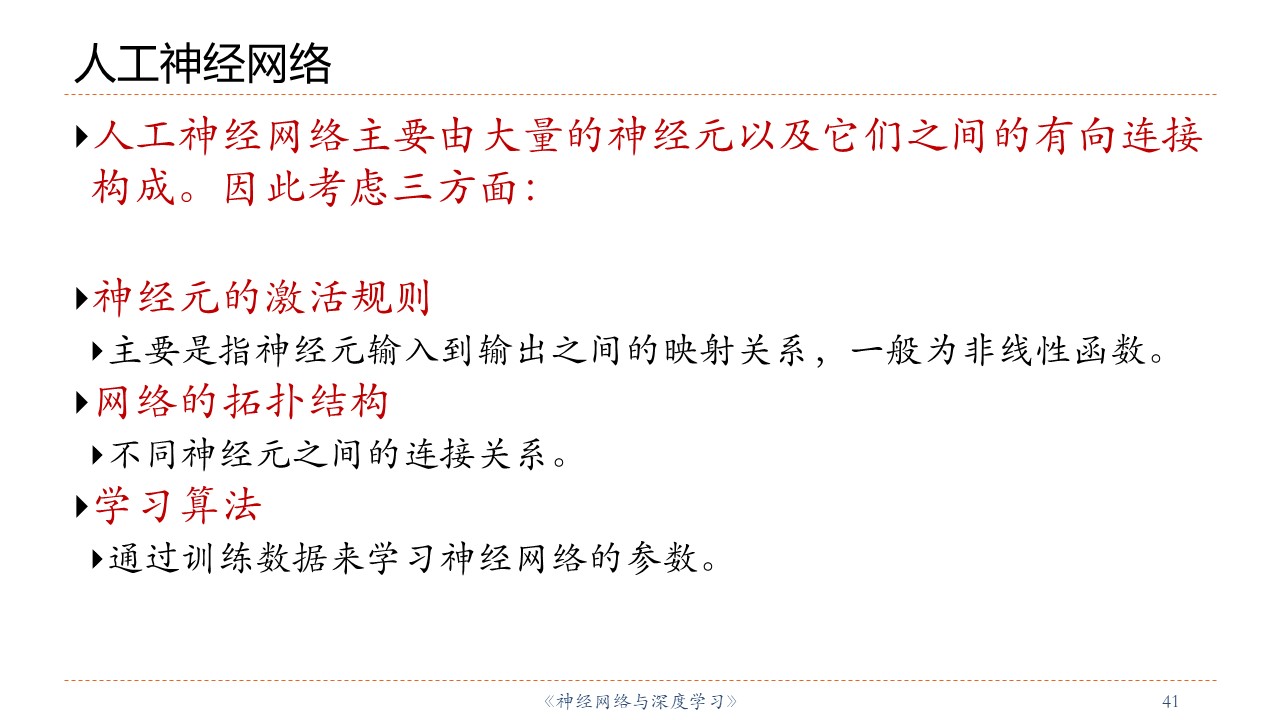 人工神经网络
人工神经网络主要由大量的神经元以及它们之间的有向连接
构成。因此考虑三方面：
神经元的激活规则
主要是指神经元输入到输出之间的映射关系，一般为非线性函数。
网络的拓扑结构
不同神经元之间的连接关系。
学习算法
通过训练数据来学习神经网络的参数。
《神经网络与深度学习》
41